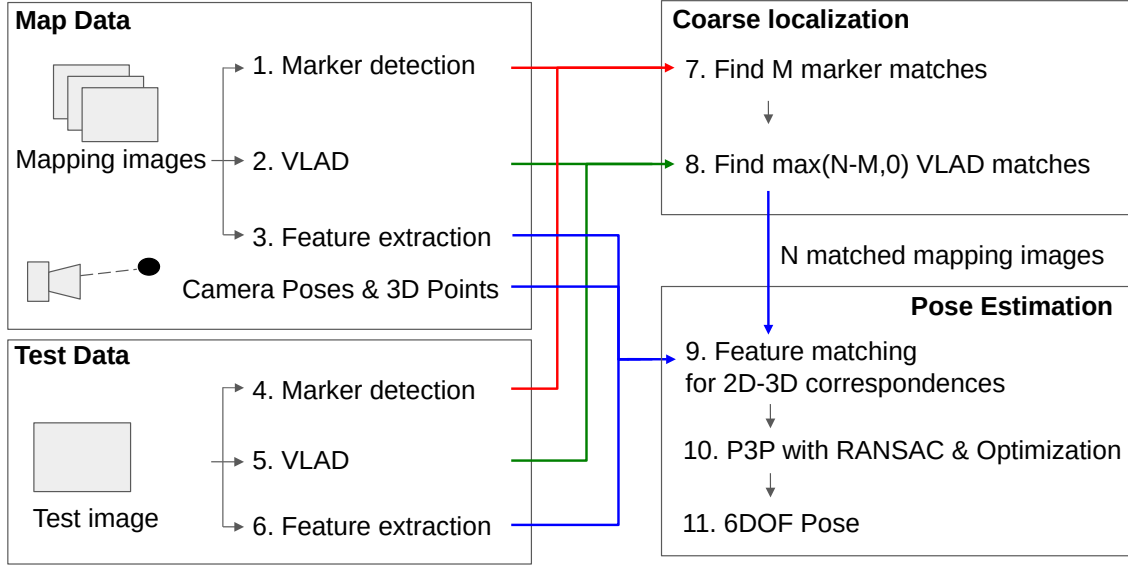 Map Data
1. Marker detection
Mapping images
2. VLAD
3. Feature extraction
Camera Poses & 3D Points
Test Data
4. Marker detection
5. VLAD
Test image
6. Feature extraction
Coarse localization
7. Find M marker matches
8. Find max(N-M,0) VLAD matches
N matched mapping images
Pose Estimation
9. Feature matching
for 2D-3D correspondences
10. P3P with RANSAC & Optimization
11. 6DOF Pose